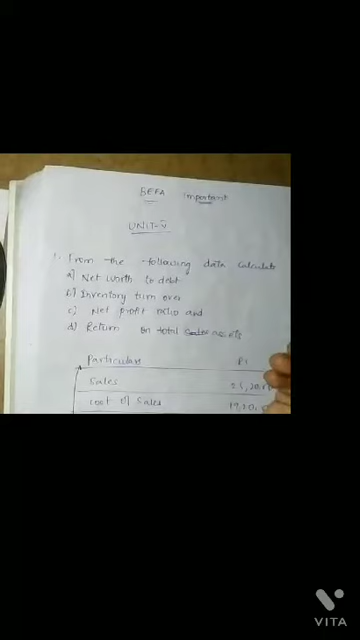 BEFA Important
UNIT-V
1. From the following data Calculate
a] Net worth to debt
b] Inventory turn over
c] Net profit ratio and
d] Return on total assets
Particulars
Sales
cost of Sales
VITA